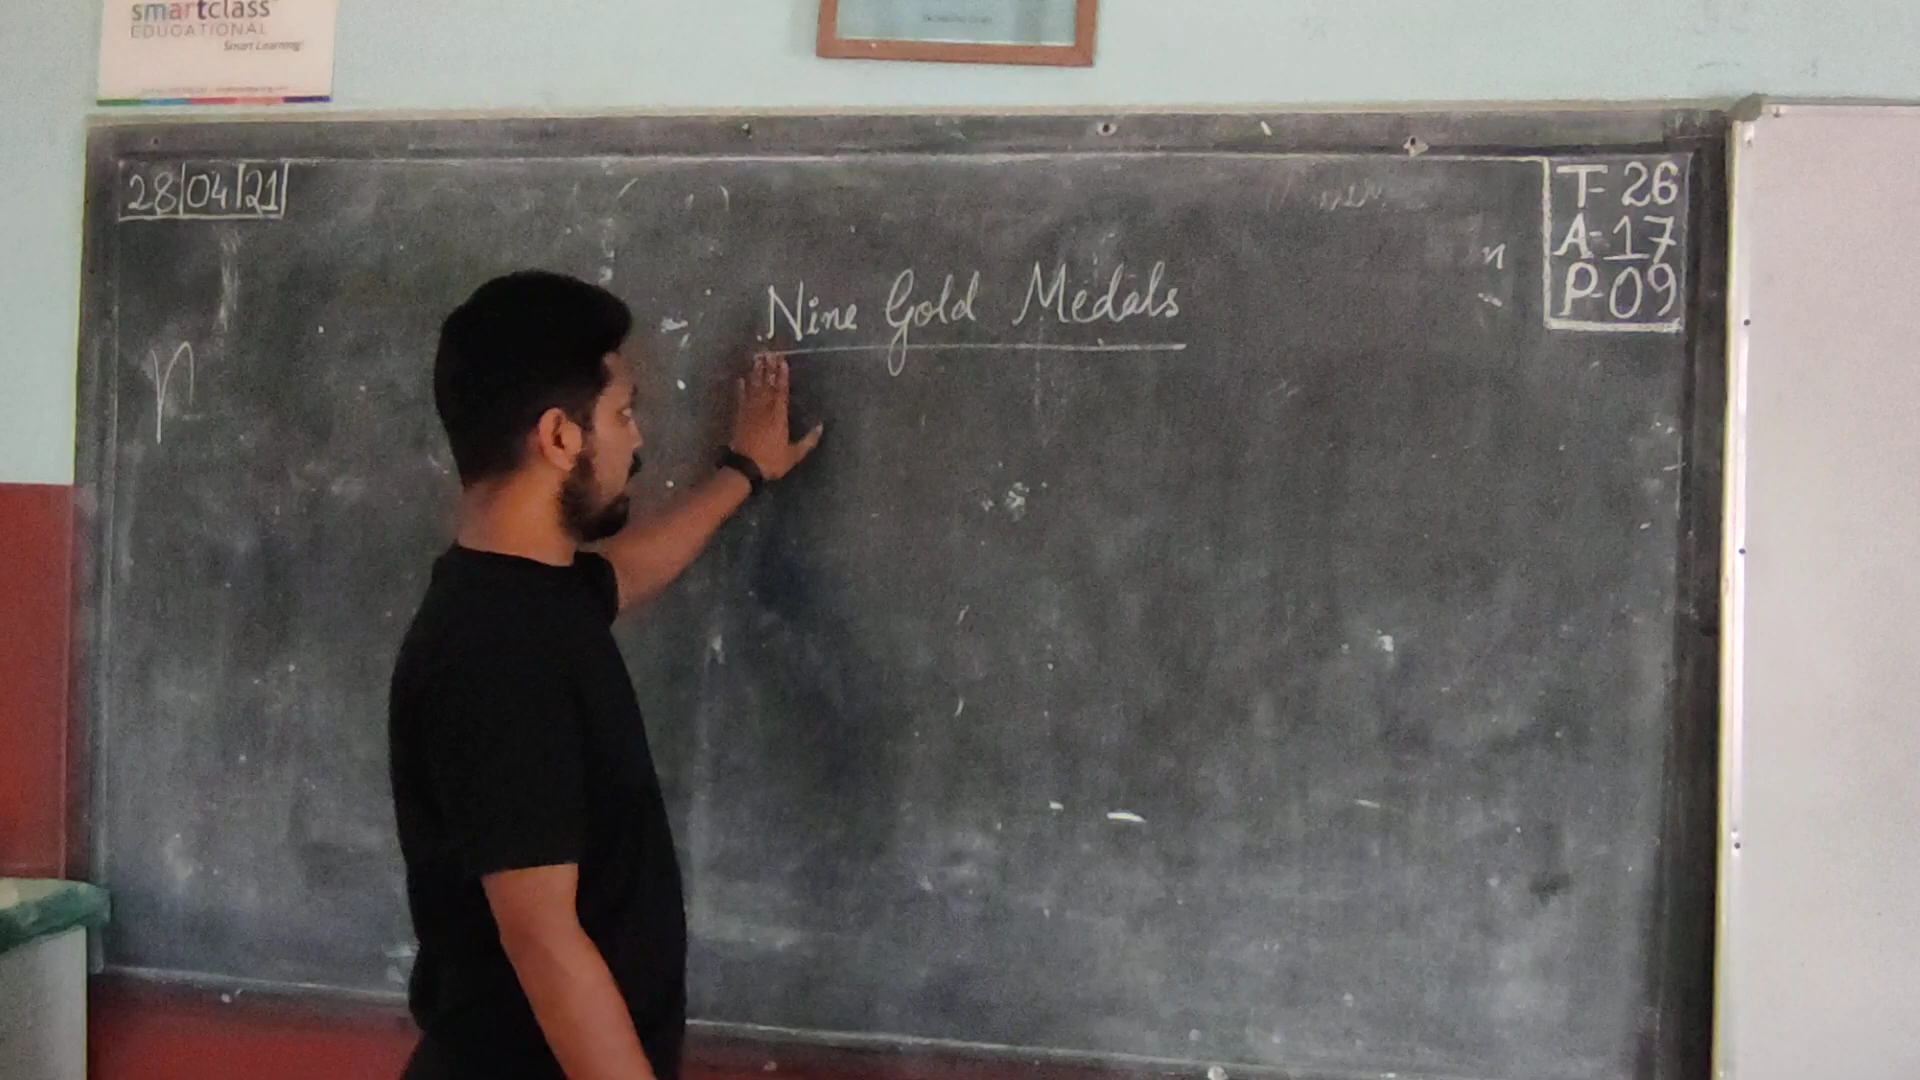 smartclass
EDUCATIONAL
Smart Learning
28/04/21
T- 26
A- 17
P-09
Nine Gold Medals
n
n